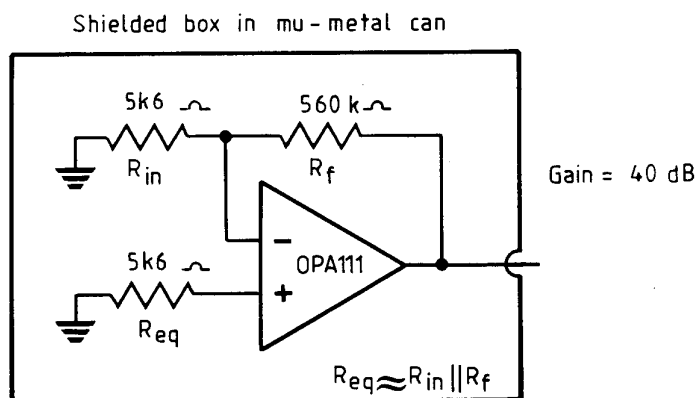 Shielded box in mu-metal can
5k6 Ω
560 k Ω
R_in
R_f
Gain = 40 dB
−
OPA111
5k6 Ω
+
R_eq
R_eq ≈ R_in || R_f